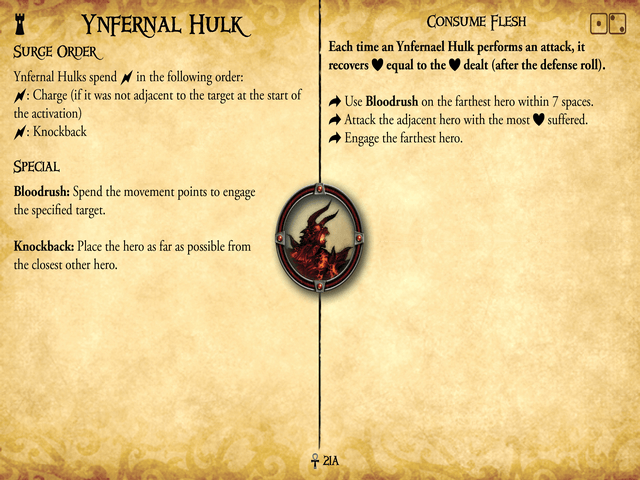 Ynfernal Hulk
Surge Order
Ynfernal Hulks spend in the following order:
: Charge (if it was not adjacent to the target at the start of
the activation)
: Knockback
Special
Bloodrush: Spend the movement points to engage
the specified target.
Knockback: Place the hero as far as possible from
the closest other hero.
Consume Flesh
Each time an Ynfernael Hulk performs an attack, it
recovers ♥ equal to the ♥ dealt (after the defense roll).
Use Bloodrush on the farthest hero within 7 spaces.
Attack the adjacent hero with the most ♥ suffered.
Engage the farthest hero.
21A